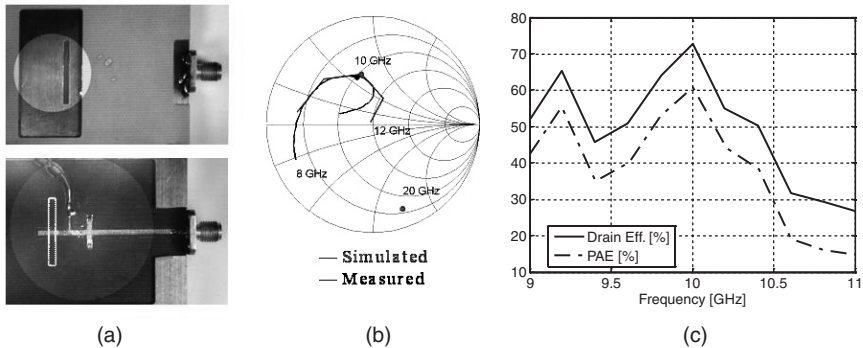 10 GHz
12 GHz
8 GHz
20 GHz
Simulated
Measured
80
70
60
50
40
30
20
10
Drain Eff. [%]
PAE [%]
9
9.5
10
10.5
11
Frequency [GHz]
(a)
(b)
(c)